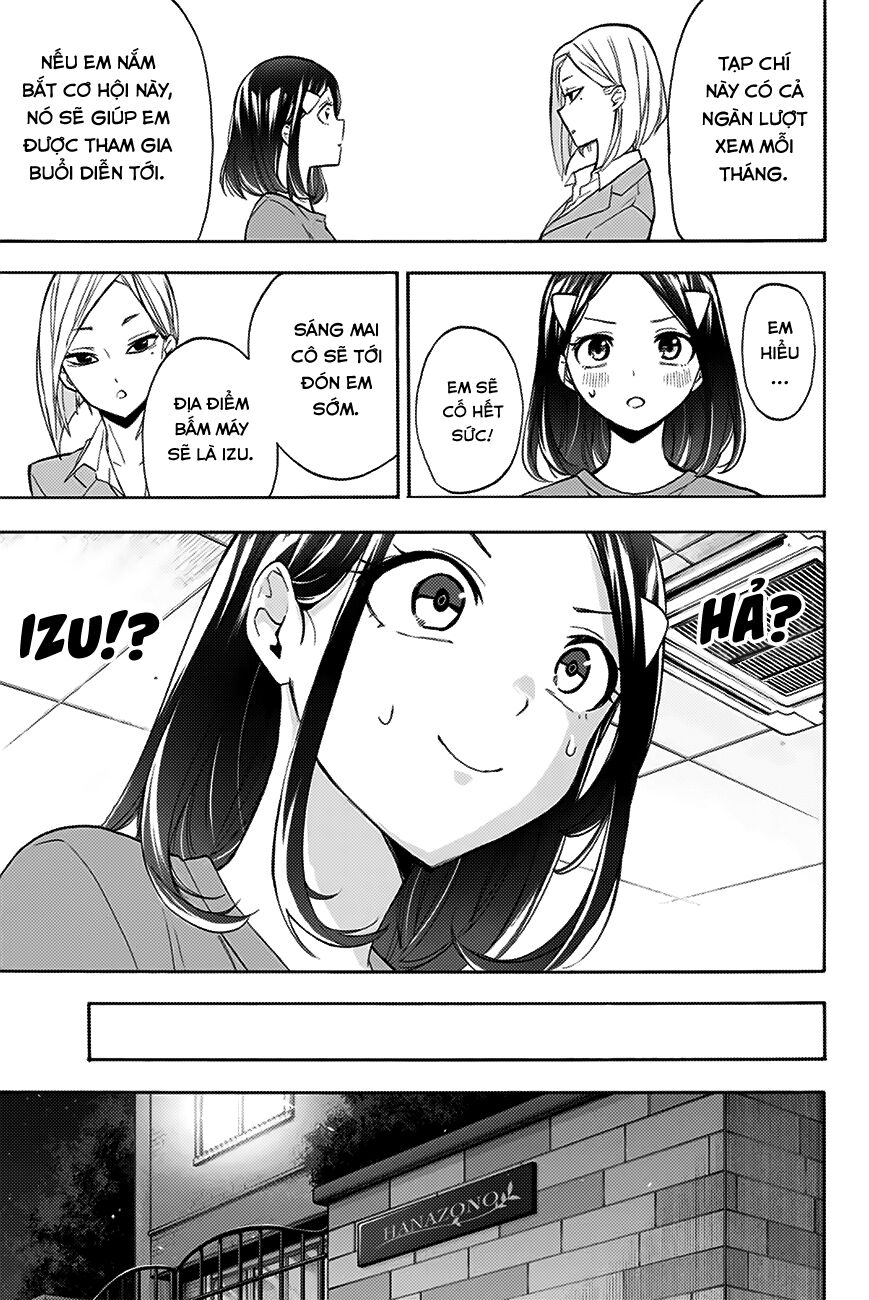 TẠP CHÍ
NÀY CÓ CẢ
NGÀN LƯỢT
XEM MỖI
THÁNG.
NẾU EM NẮM
BẮT CƠ HỘI NÀY,
NÓ SẼ GIÚP EM
ĐƯỢC THAM GIA
BUỔI DIỄN TỚI.
EM
HIỂU
...
EM SẼ
CỐ HẾT
SỨC!
SÁNG MAI
CÔ SẼ TỚI
ĐÓN EM
SỚM.
ĐỊA ĐIỂM
BẤM MÁY
SẼ LÀ IZU.
HẢ?
IZU!?
HANAZONO